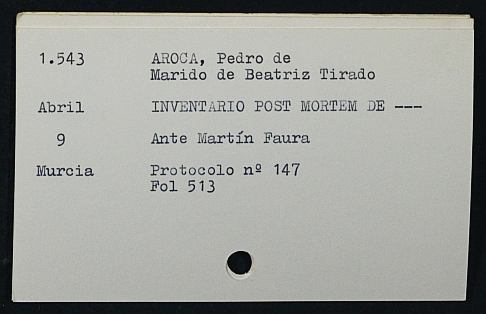 1.543 AROCA, Pedro de
Marido de Beatriz Tirado
Abril INVENTARIO POST MORTEM DE ---
9 Ante Martín Faura
Murcia Protocolo nº 147
Fol 513